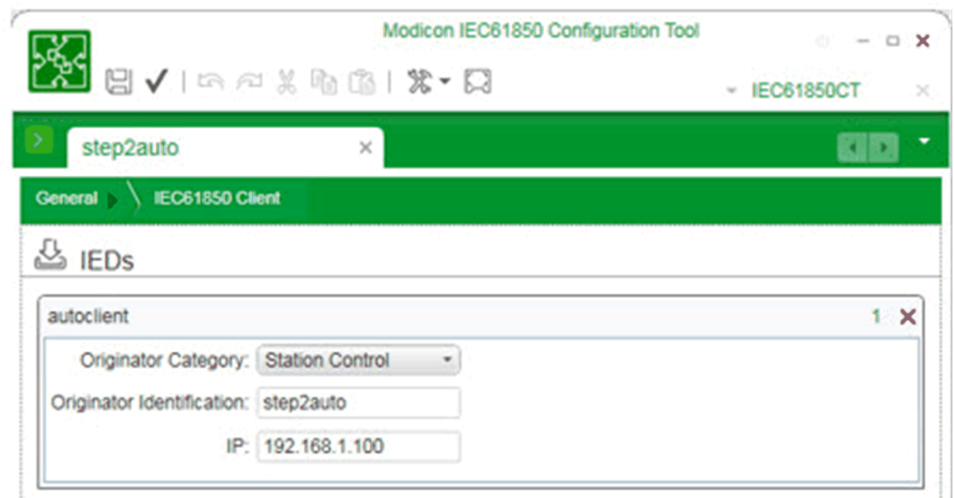 Modicon IEC61850 Configuration Tool
IEC61850CT
step2auto
General IEC61850 Client
IEDs
autoclient 1
Originator Category: Station Control
Originator Identification: step2auto
IP: 192.168.1.100